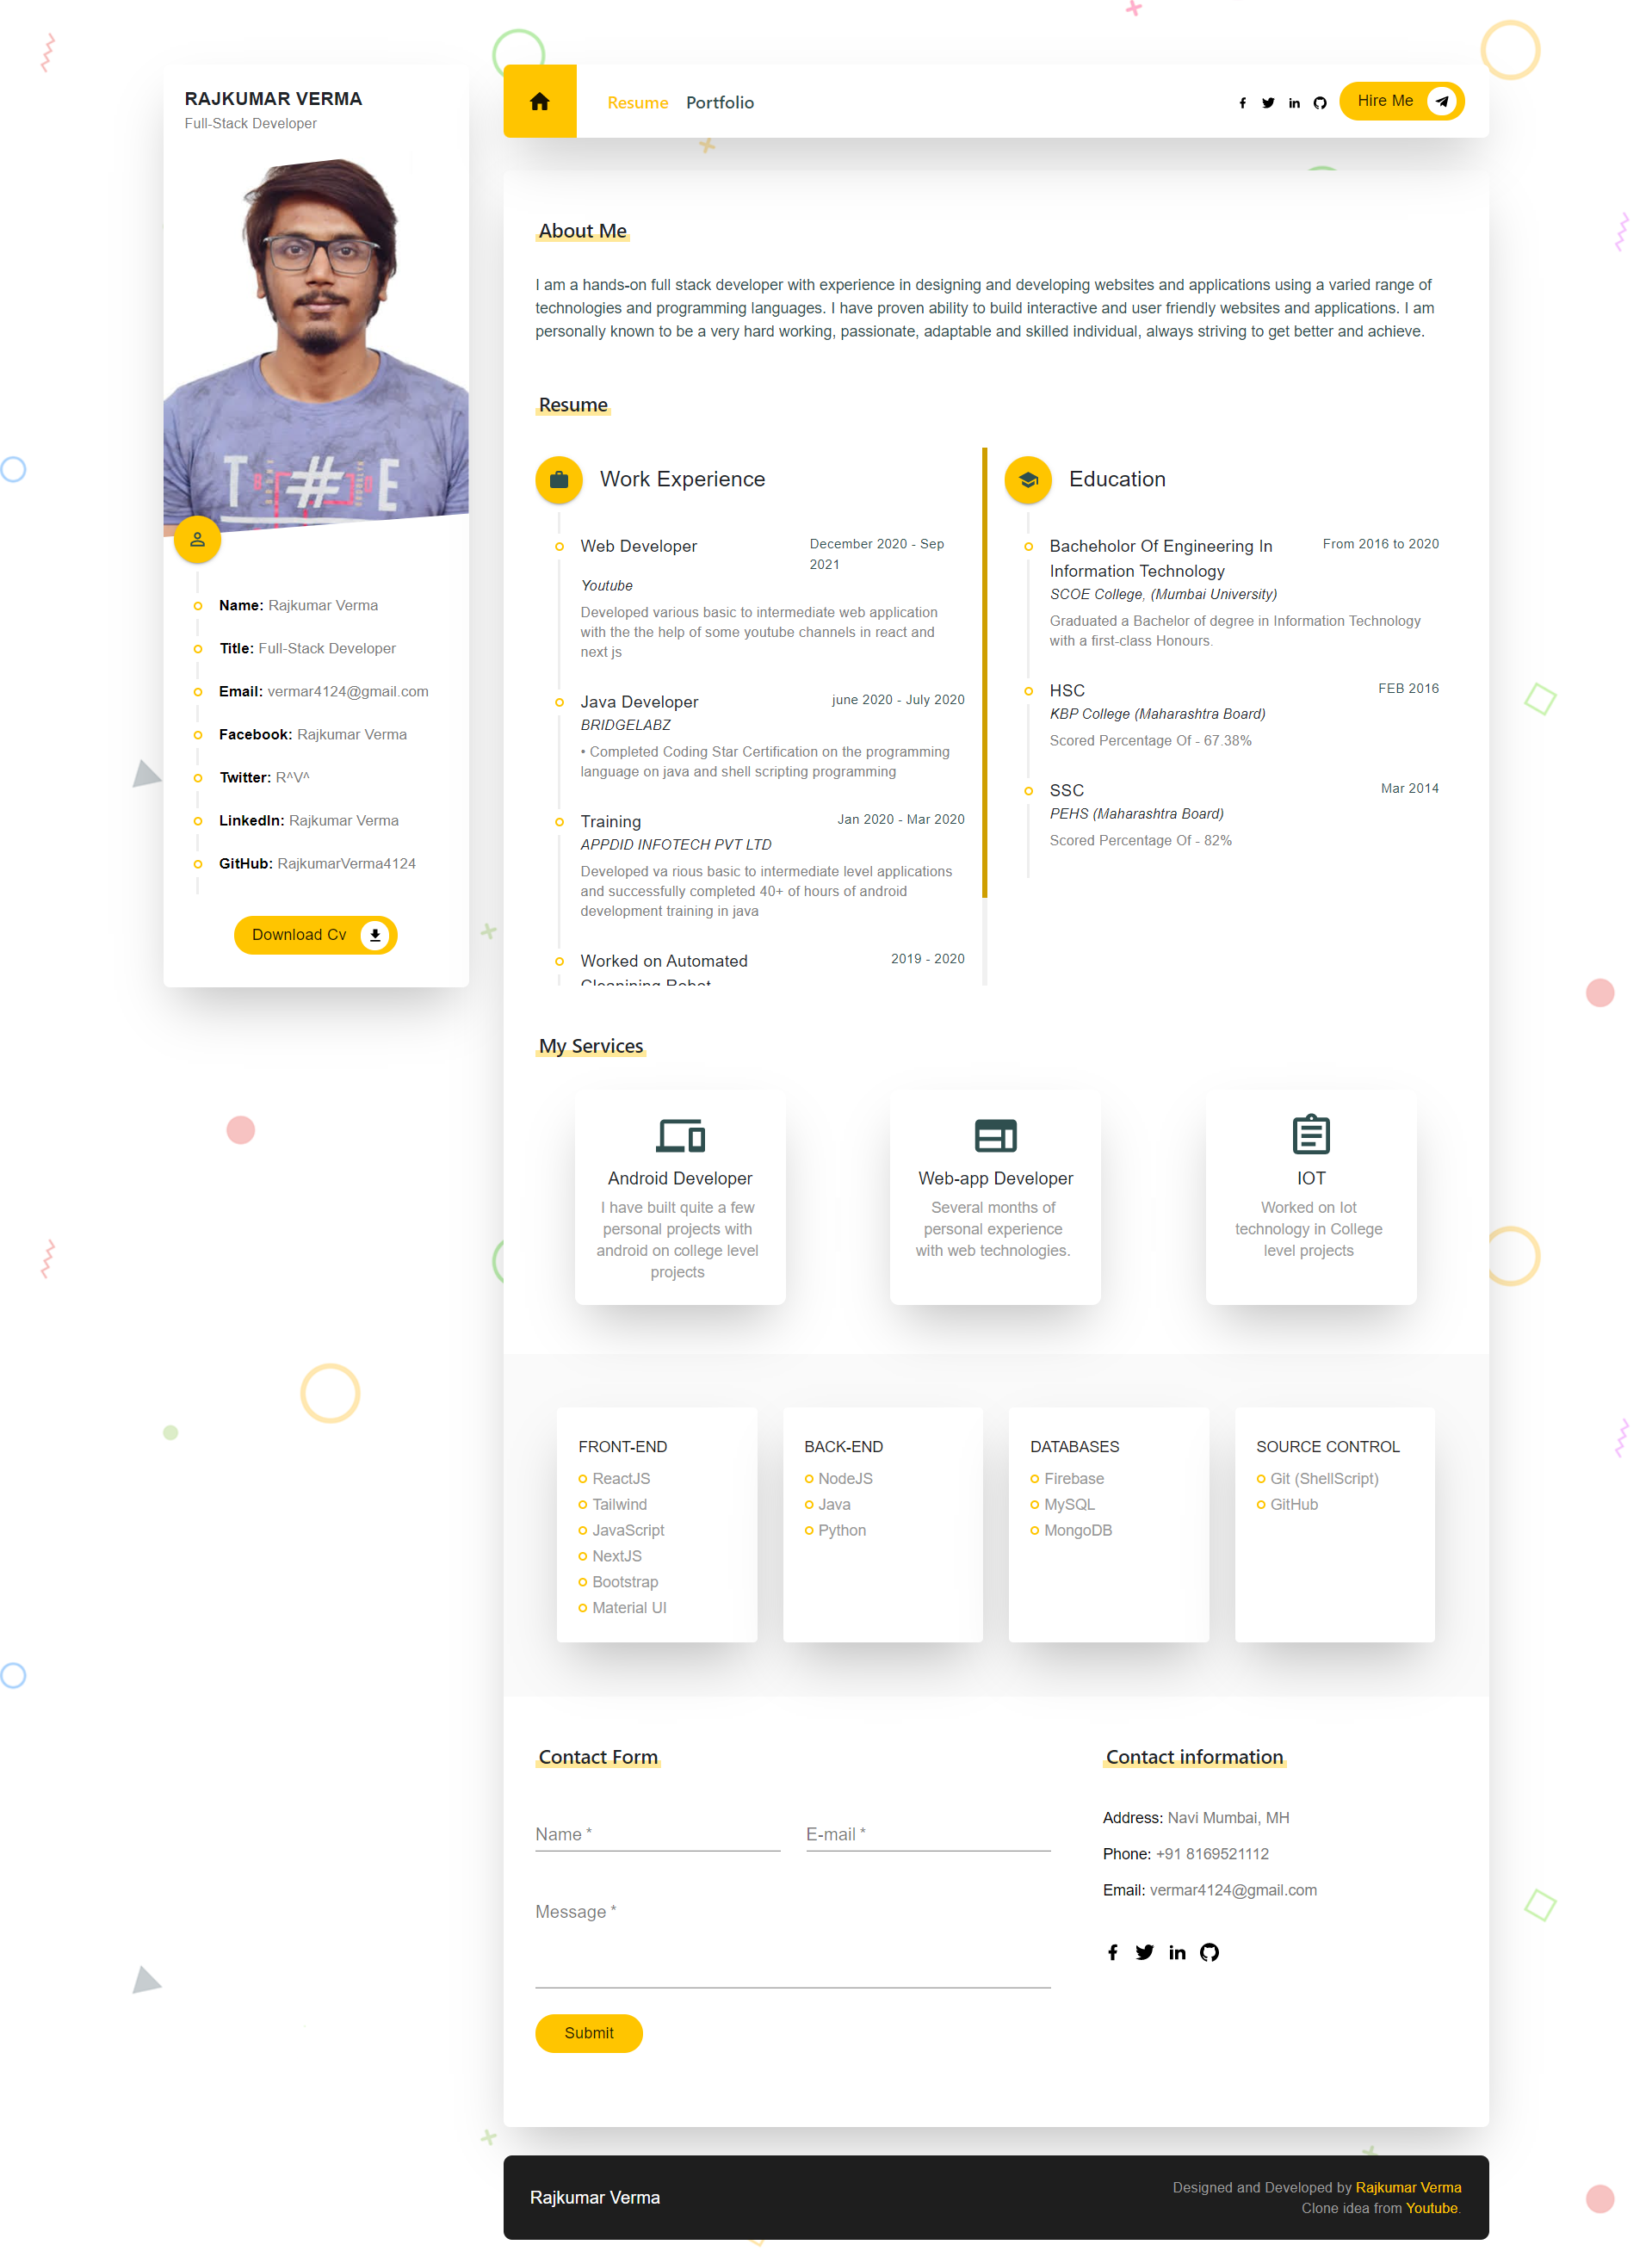 RAJKUMAR VERMA
Full-Stack Developer
T # E
Name: Rajkumar Verma
Title: Full-Stack Developer
Email: vermar4124@gmail.com
Facebook: Rajkumar Verma
Twitter: R^V^
LinkedIn: Rajkumar Verma
GitHub: RajkumarVerma4124
Download Cv
Resume Portfolio
Hire Me
About Me
I am a hands-on full stack developer with experience in designing and developing websites and applications using a varied range of
technologies and programming languages. I have proven ability to build interactive and user friendly websites and applications. I am
personally known to be a very hard working, passionate, adaptable and skilled individual, always striving to get better and achieve.
Resume
Work Experience
Web Developer
December 2020 - Sep
2021
Youtube
Developed various basic to intermediate web application
with the the help of some youtube channels in react and
next js
Java Developer
june 2020 - July 2020
BRIDGELABZ
• Completed Coding Star Certification on the programming
language on java and shell scripting programming
Training
Jan 2020 - Mar 2020
APPDID INFOTECH PVT LTD
Developed va rious basic to intermediate level applications
and successfully completed 40+ of hours of android
development training in java
Worked on Automated
2019 - 2020
Cleanining Robot
Education
Bacheholor Of Engineering In
Information Technology
From 2016 to 2020
SCOE College, (Mumbai University)
Graduated a Bachelor of degree in Information Technology
with a first-class Honours.
HSC
FEB 2016
KBP College (Maharashtra Board)
Scored Percentage Of - 67.38%
SSC
Mar 2014
PEHS (Maharashtra Board)
Scored Percentage Of - 82%
My Services
Android Developer
I have built quite a few
personal projects with
android on college level
projects
Web-app Developer
Several months of
personal experience
with web technologies.
IOT
Worked on Iot
technology in College
level projects
FRONT-END
ReactJS
Tailwind
JavaScript
NextJS
Bootstrap
Material UI
BACK-END
NodeJS
Java
Python
DATABASES
Firebase
MySQL
MongoDB
SOURCE CONTROL
Git (ShellScript)
GitHub
Contact Form
Name *
E-mail *
Message *
Submit
Contact information
Address: Navi Mumbai, MH
Phone: +91 8169521112
Email: vermar4124@gmail.com
Rajkumar Verma
Designed and Developed by Rajkumar Verma
Clone idea from Youtube.